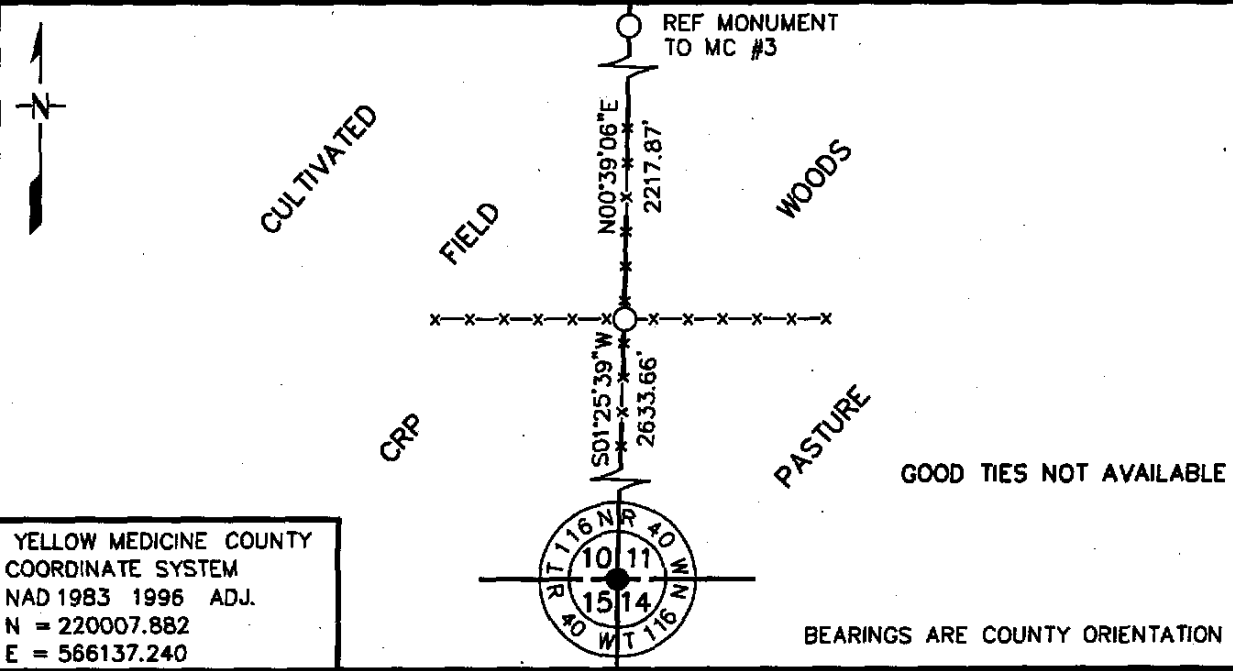 REF MONUMENT
TO MC #3
N
CULTIVATED
FIELD
WOODS
N00°39'06"E
2217.87'
S01°25'39"W
2633.66'
CRP
PASTURE
GOOD TIES NOT AVAILABLE
T 116 N R 40 W
10 11
15 14
R 40 W T 116 N
YELLOW MEDICINE COUNTY
COORDINATE SYSTEM
NAD 1983 1996 ADJ.
N = 220007.882
E = 566137.240
BEARINGS ARE COUNTY ORIENTATION